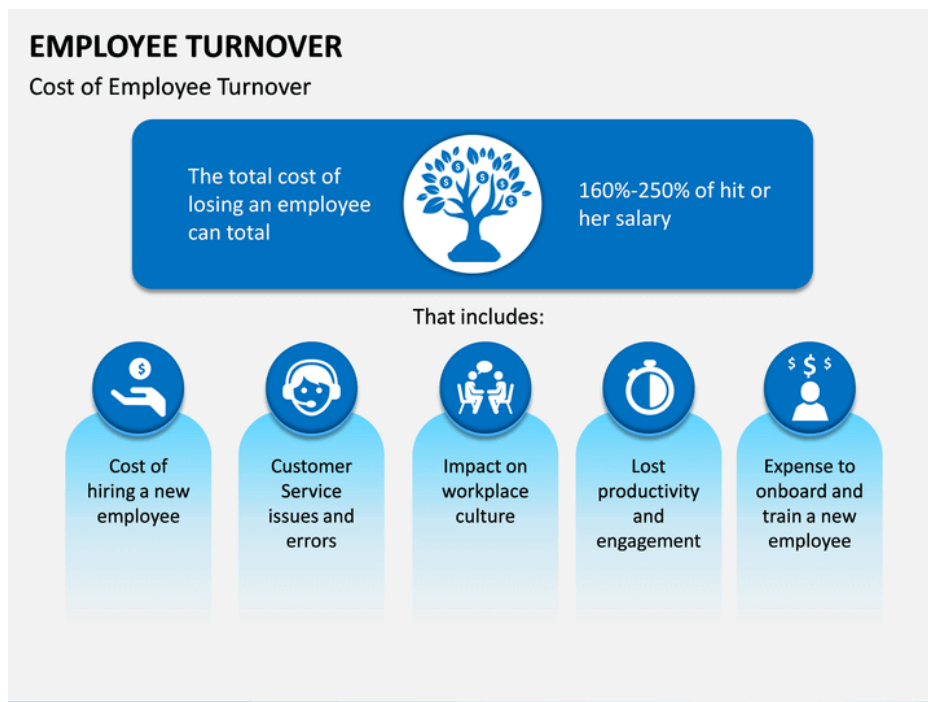 EMPLOYEE TURNOVER
Cost of Employee Turnover
The total cost of
losing an employee
can total
160%-250% of hit or
her salary
That includes:
Cost of
hiring a new
employee
Customer
Service
issues and
errors
Impact on
workplace
culture
Lost
productivity
and
engagement
Expense to
onboard and
train a new
employee